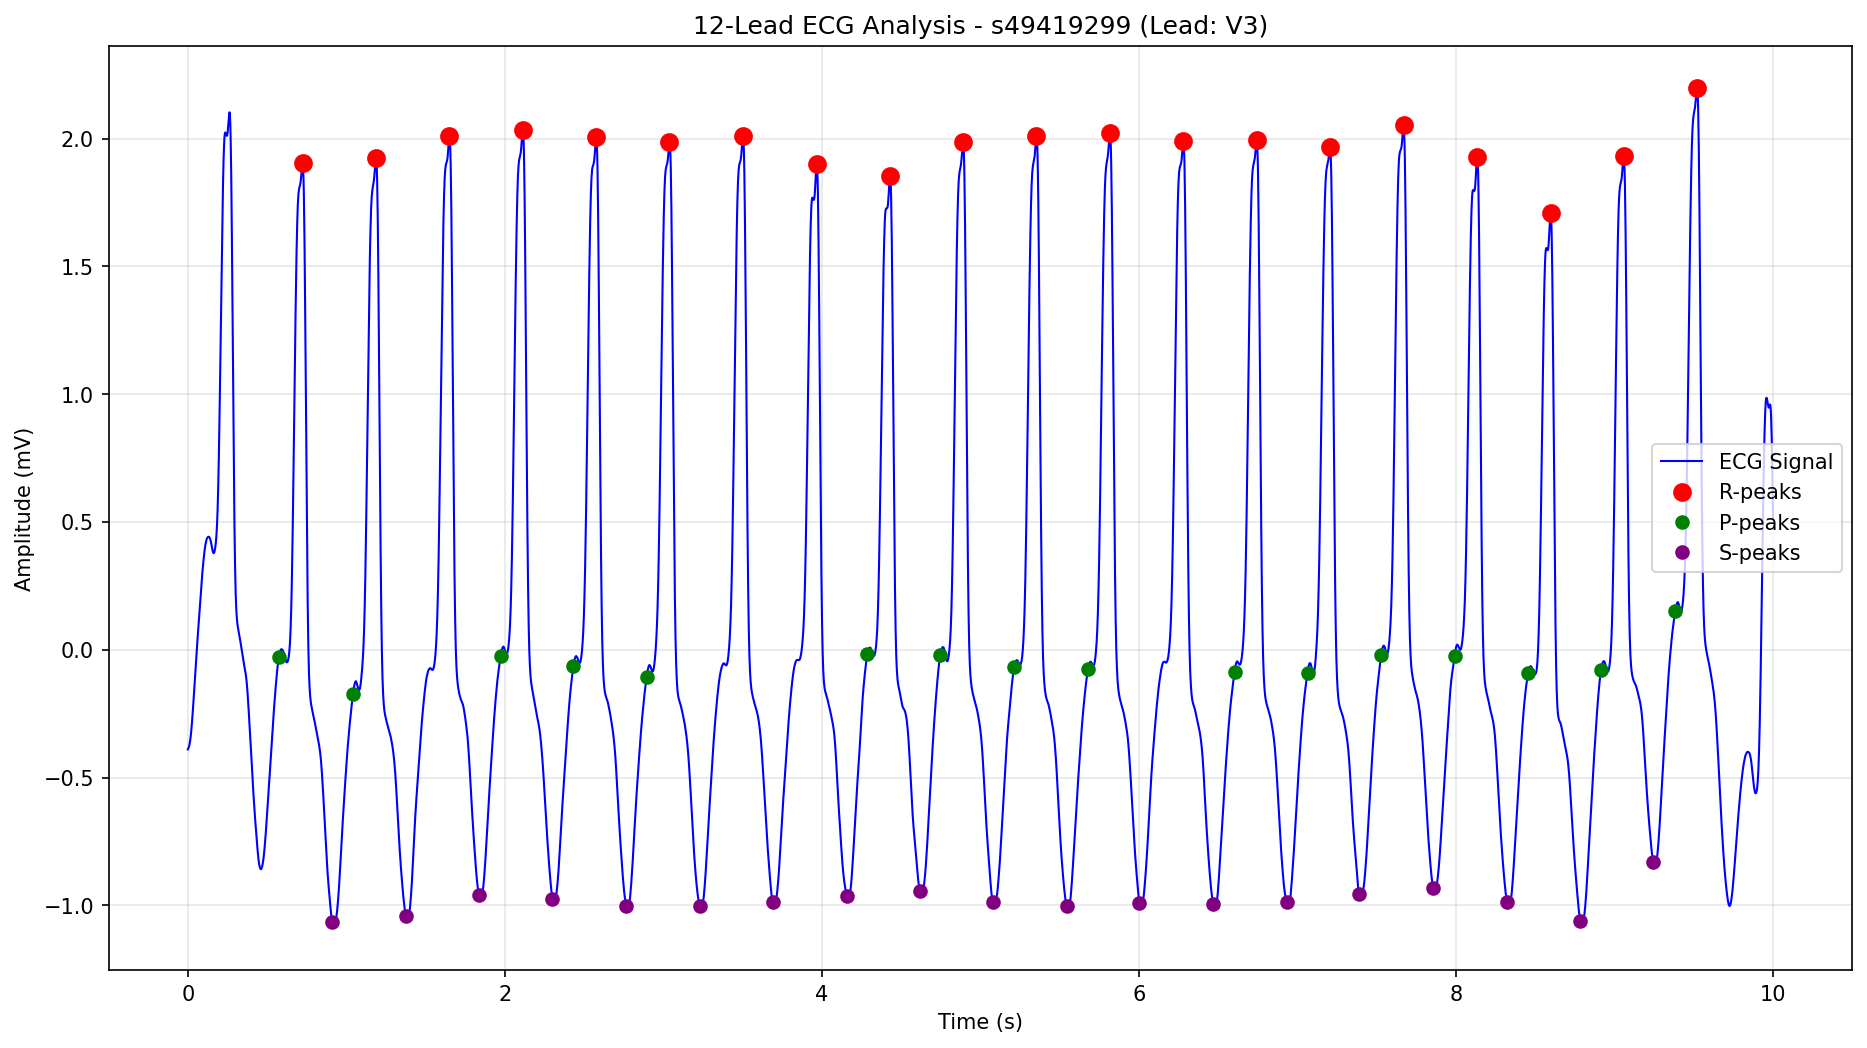 12-Lead ECG Analysis - s49419299 (Lead: V3)
Amplitude (mV)
2.0
1.5
1.0
0.5
0.0
−0.5
−1.0
ECG Signal
R-peaks
P-peaks
S-peaks
0 2 4 6 8 10
Time (s)